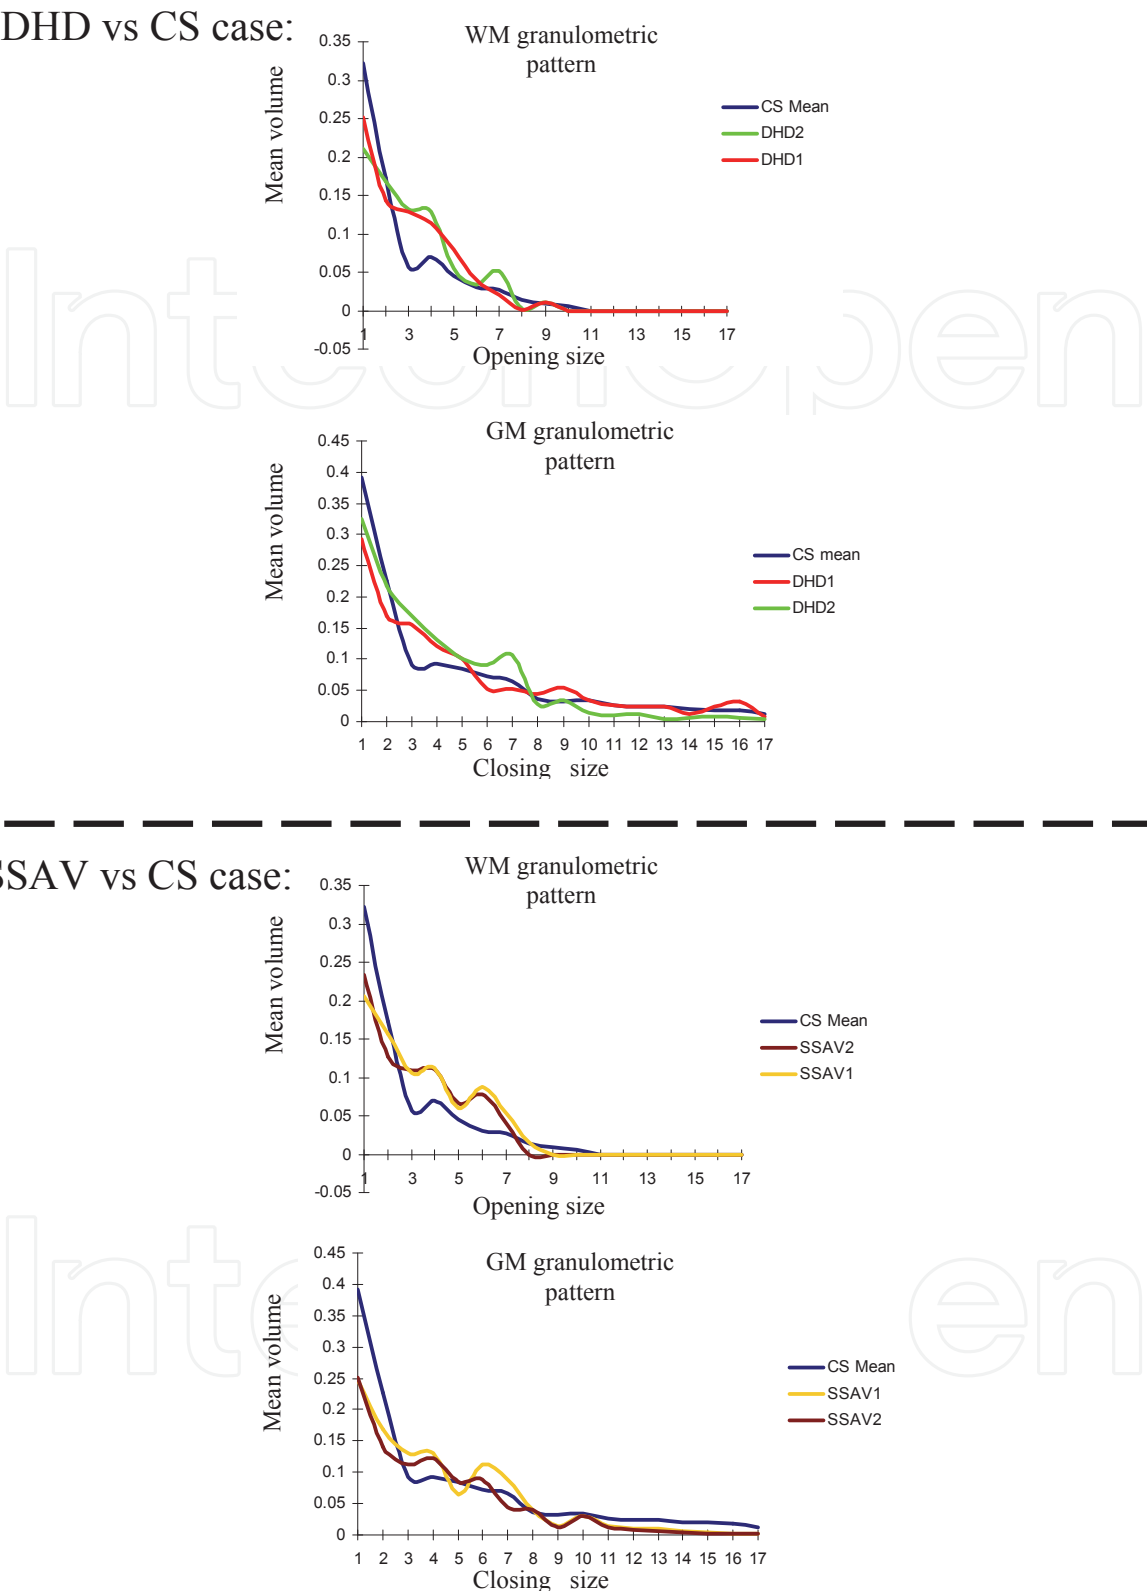 DHD vs CS case:
WM granulometric
pattern
Mean volume
0.35
0.3
0.25
0.2
0.15
0.1
0.05
0
-0.05
1 3 5 7 9 11 13 15 17
Opening size
CS Mean
DHD2
DHD1
GM granulometric
pattern
Mean volume
0.45
0.4
0.35
0.3
0.25
0.2
0.15
0.1
0.05
0
1 2 3 4 5 6 7 8 9 10 11 12 13 14 15 16 17
Closing size
CS mean
DHD1
DHD2
SSAV vs CS case:
WM granulometric
pattern
Mean volume
0.35
0.3
0.25
0.2
0.15
0.1
0.05
0
-0.05
1 3 5 7 9 11 13 15 17
Opening size
CS Mean
SSAV2
SSAV1
GM granulometric
pattern
Mean volume
0.45
0.4
0.35
0.3
0.25
0.2
0.15
0.1
0.05
0
1 2 3 4 5 6 7 8 9 10 11 12 13 14 15 16 17
Closing size
CS Mean
SSAV1
SSAV2